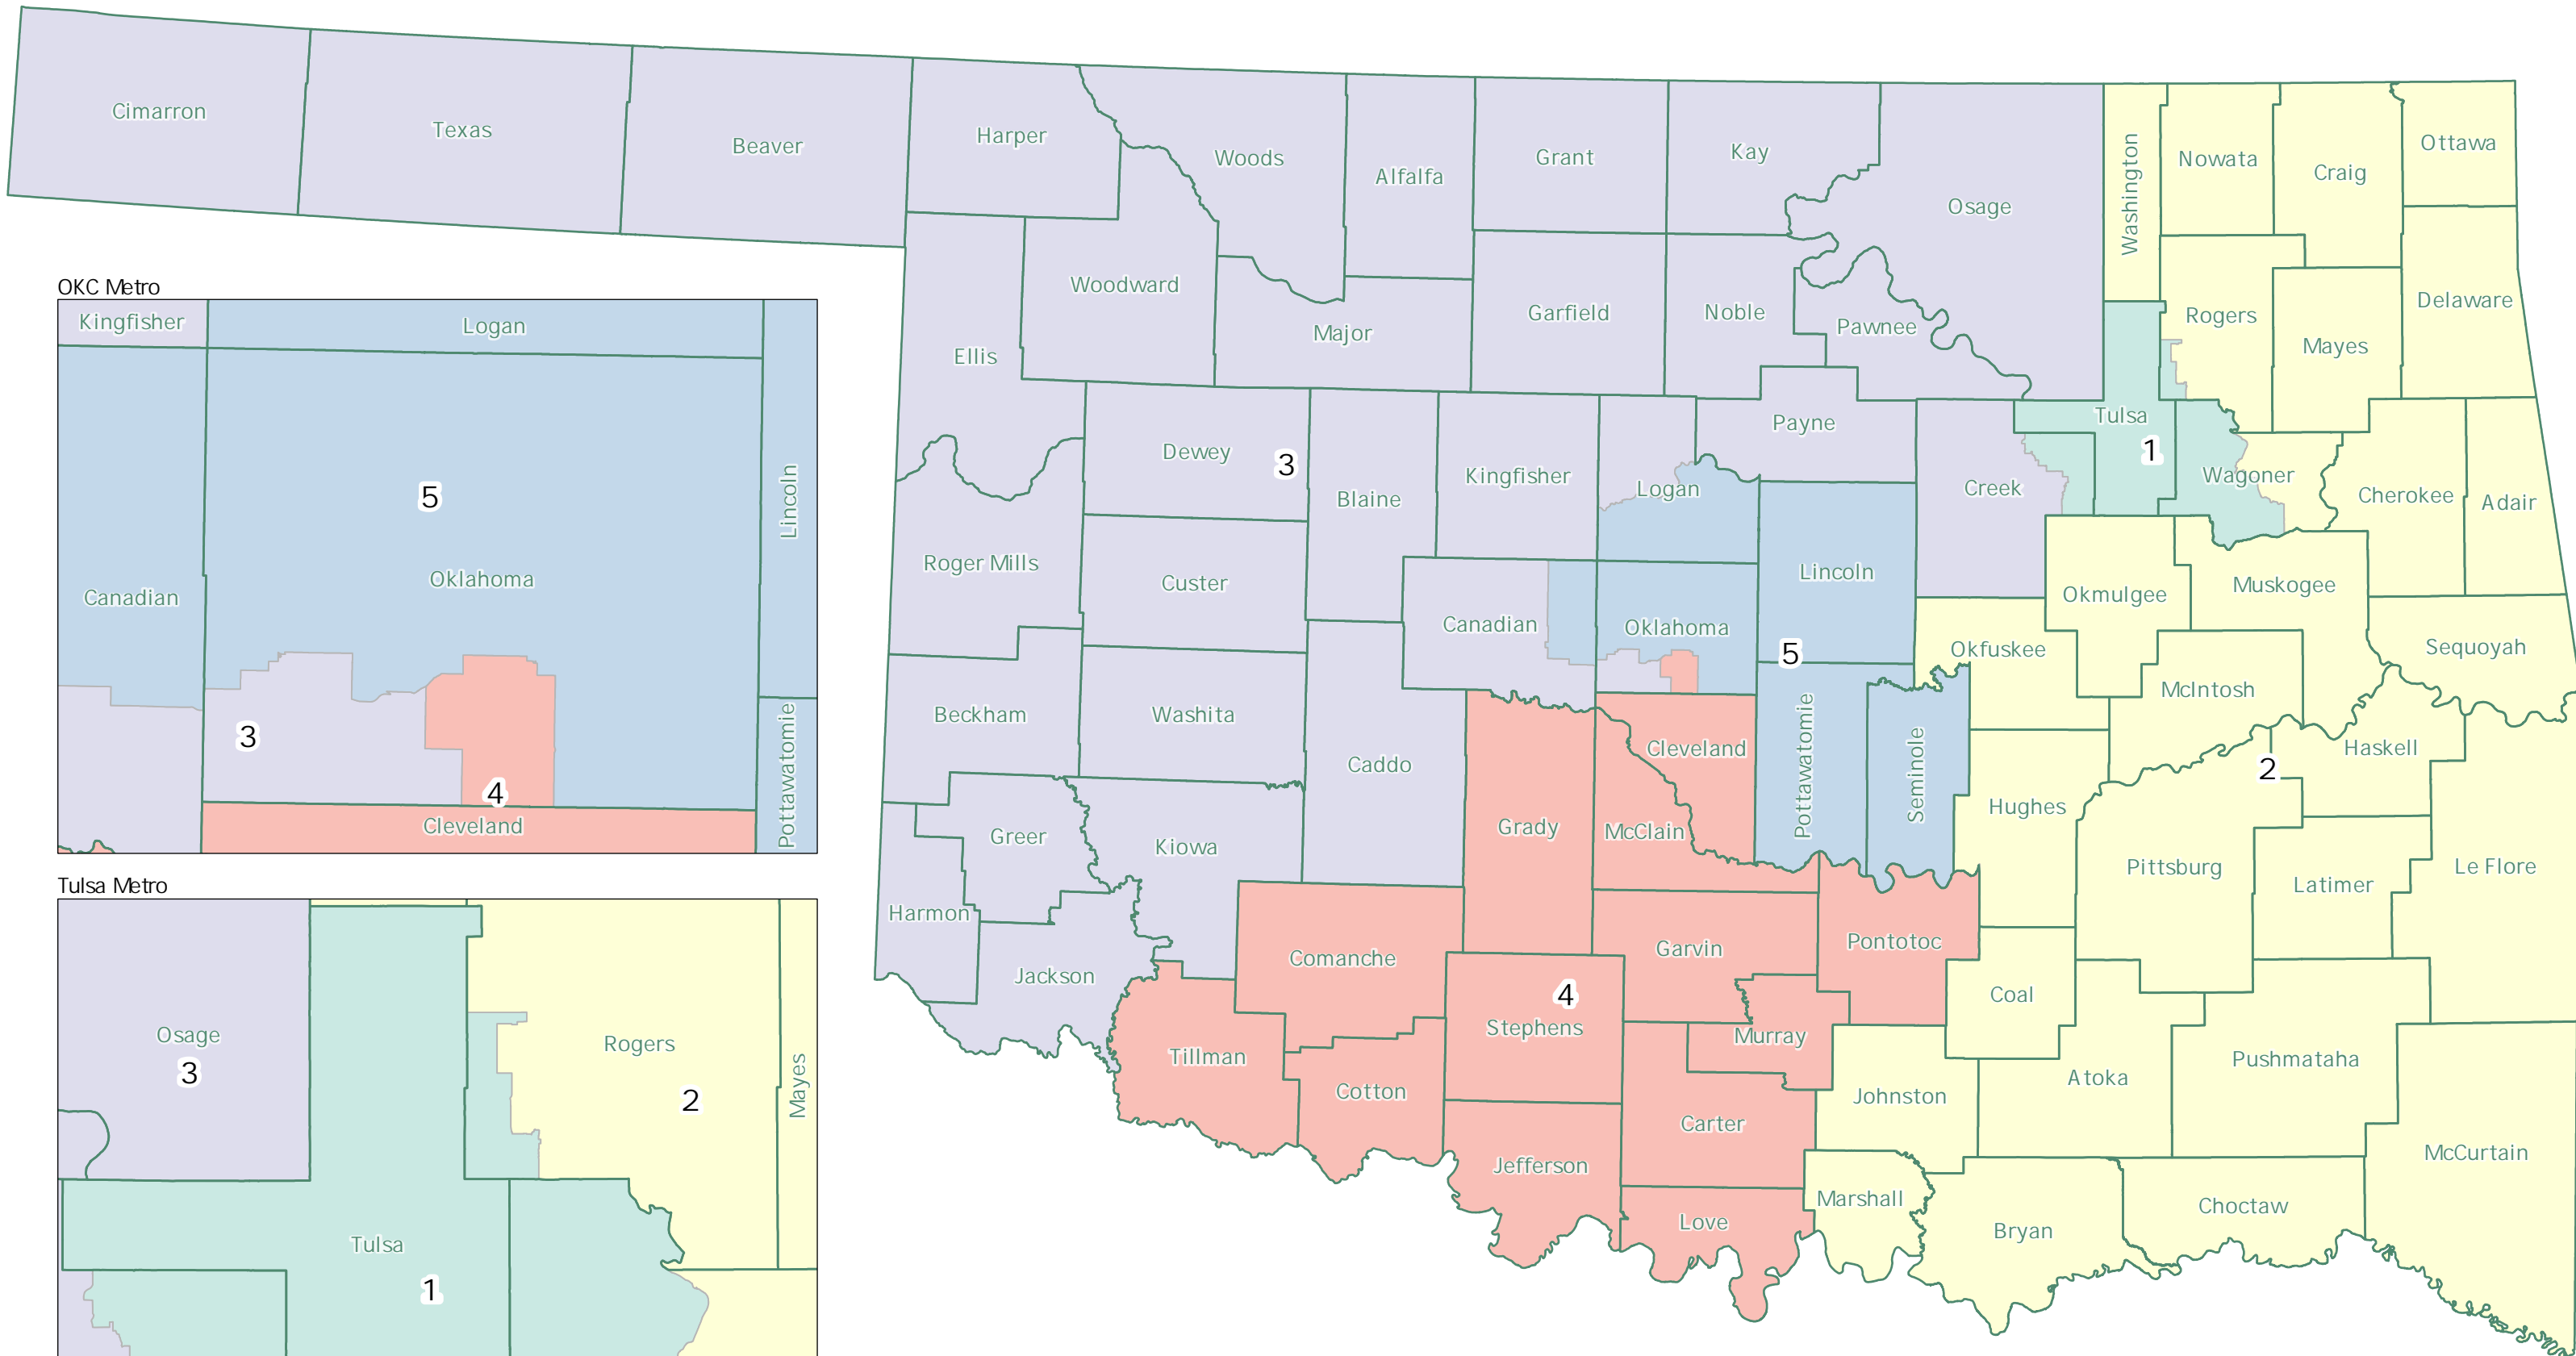 Cimarron
Texas
Beaver
Harper
Woods
Alfalfa
Grant
Kay
Osage
Washington
Nowata
Craig
Ottawa
Woodward
Ellis
Major
Garfield
Noble
Pawnee
Rogers
Mayes
Delaware
Dewey
3
Blaine
Kingfisher
Logan
Payne
Creek
Tulsa
1
Wagoner
Cherokee
Adair
Roger Mills
Custer
Canadian
Oklahoma
Lincoln
5
Okmulgee
Muskogee
Okfuskee
Sequoyah
McIntosh
Beckham
Washita
Caddo
Grady
Cleveland
McClain
Pottawatomie
Seminole
Hughes
2
Haskell
Pittsburg
Latimer
Le Flore
Greer
Kiowa
Harmon
Jackson
Comanche
4
Stephens
Garvin
Pontotoc
Coal
Tillman
Cotton
Murray
Johnston
Atoka
Pushmataha
Jefferson
Carter
Love
Marshall
Bryan
Choctaw
McCurtain
OKC Metro
Kingfisher
Logan
5
Lincoln
Canadian
Oklahoma
3
4
Cleveland
Pottawatomie
Tulsa Metro
Osage
3
Rogers
2
Mayes
Tulsa
1